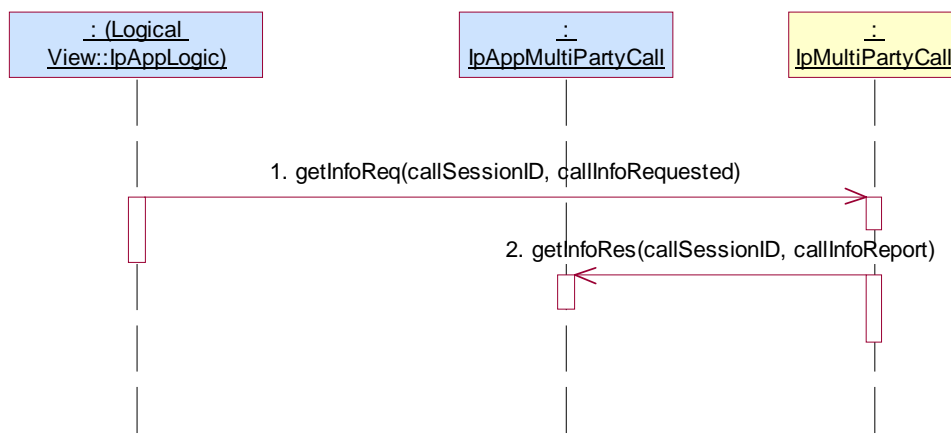 : (Logical
View::IpAppLogic)
:
IpAppMultiPartyCall
:
IpMultiPartyCall
1. getInfoReq(callSessionID, callInfoRequested)
2. getInfoRes(callSessionID, callInfoReport)